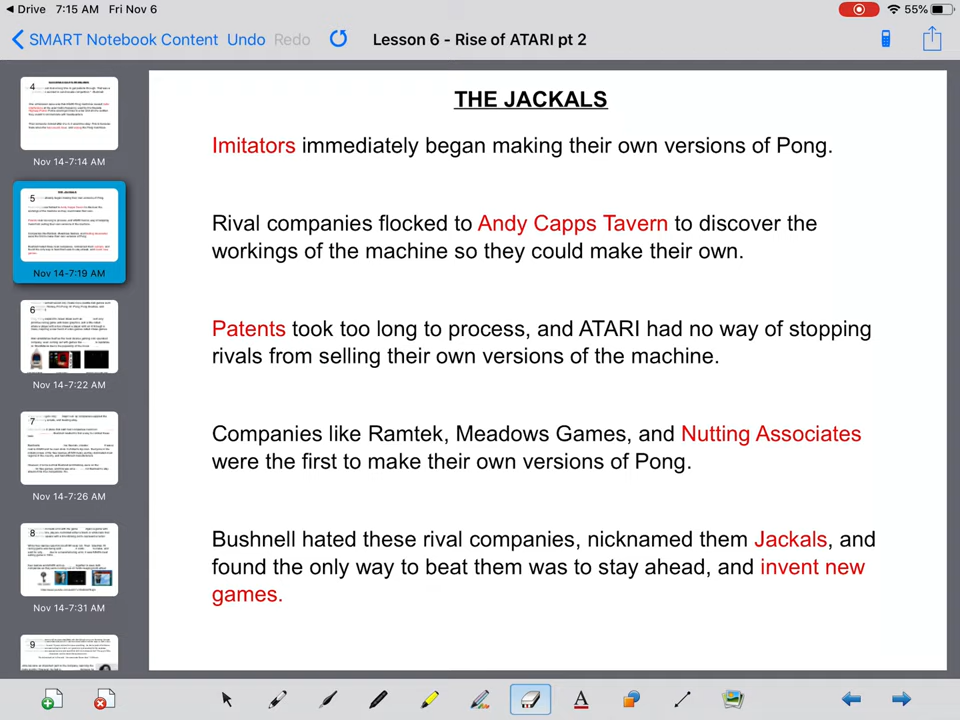 Drive 7:15 AM Fri Nov 6 55%
SMART Notebook Content Undo Redo Lesson 6 - Rise of ATARI pt 2
4
Nov 14-7:14 AM
5
Nov 14-7:19 AM
6
Nov 14-7:22 AM
7
Nov 14-7:26 AM
8
Nov 14-7:31 AM
9
THE JACKALS
Imitators immediately began making their own versions of Pong.
Rival companies flocked to Andy Capps Tavern to discover the
workings of the machine so they could make their own.
Patents took too long to process, and ATARI had no way of stopping
rivals from selling their own versions of the machine.
Companies like Ramtek, Meadows Games, and Nutting Associates
were the first to make their own versions of Pong.
Bushnell hated these rival companies, nicknamed them Jackals, and
found the only way to beat them was to stay ahead, and invent new
games.
A